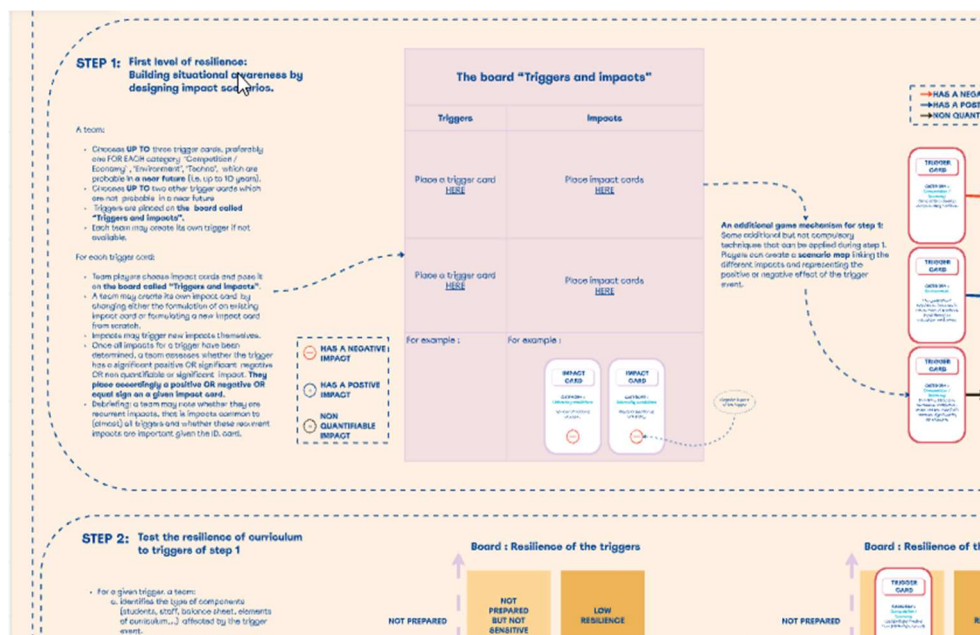 STEP 1: First level of resilience:
Building situational awareness by
designing impact scenarios.
A team:
Chooses UP TO three trigger cards, preferably
one FOR EACH category 'Competition /
Economy', 'Environment', 'Techno', which are
probable in a near future (i.e. up to 10 years).
Chooses UP TO two other trigger cards which
are not probable in a near future
Triggers are placed on the board called
"Triggers and impacts".
Each team may create its own trigger if not
available.
For each trigger card:
Team players choose impact cards and pose it
on the board called "Triggers and impacts".
A team may create its own impact card by
changing either the formulation of an existing
impact card or formulating a new impact card
from scratch.
Impacts may trigger new impacts themselves.
Once all impacts for a trigger have been
determined, a team assesses whether the trigger
has a significant positive OR significant negative
OR non quantifiable or significant impact. They
place accordingly a positive OR negative OR
equal sign on a given impact card.
Debriefing: a team may note whether they are
recurrent impacts, that is impacts common to
(almost) all triggers and whether these recurrent
impacts are important given the ID. card.
HAS A NEGATIVE
IMPACT
HAS A POSTIVE
IMPACT
NON
QUANTIFIABLE
IMPACT
The board "Triggers and impacts"
Triggers
Impacts
Place a trigger card
HERE
Place impact cards
HERE
Place a trigger card
HERE
Place impact cards
HERE
For example :
For example :
IMPACT
CARD
IMPACT
CARD
An additional game mechanism for step 1:
Some additional but not compulsory
techniques that can be applied during step 1.
Players can create a scenario map linking the
different impacts and representing the
positive or negative effect of the trigger
event.
HAS A NEGA
HAS A POST
NON QUANT
TRIGGER
CARD
TRIGGER
CARD
TRIGGER
CARD
STEP 2: Test the resilience of curriculum
to triggers of step 1
For a given trigger, a team:
a. identifies the type of components
(students, staff, balance sheet, elements
of curriculum...) affected by the trigger
event.
Board : Resilience of the triggers
NOT PREPARED
NOT
PREPARED
BUT NOT
SENSITIVE
LOW
RESILIENCE
Board : Resilience of th
NOT PREPARED
TRIGGER
CARD